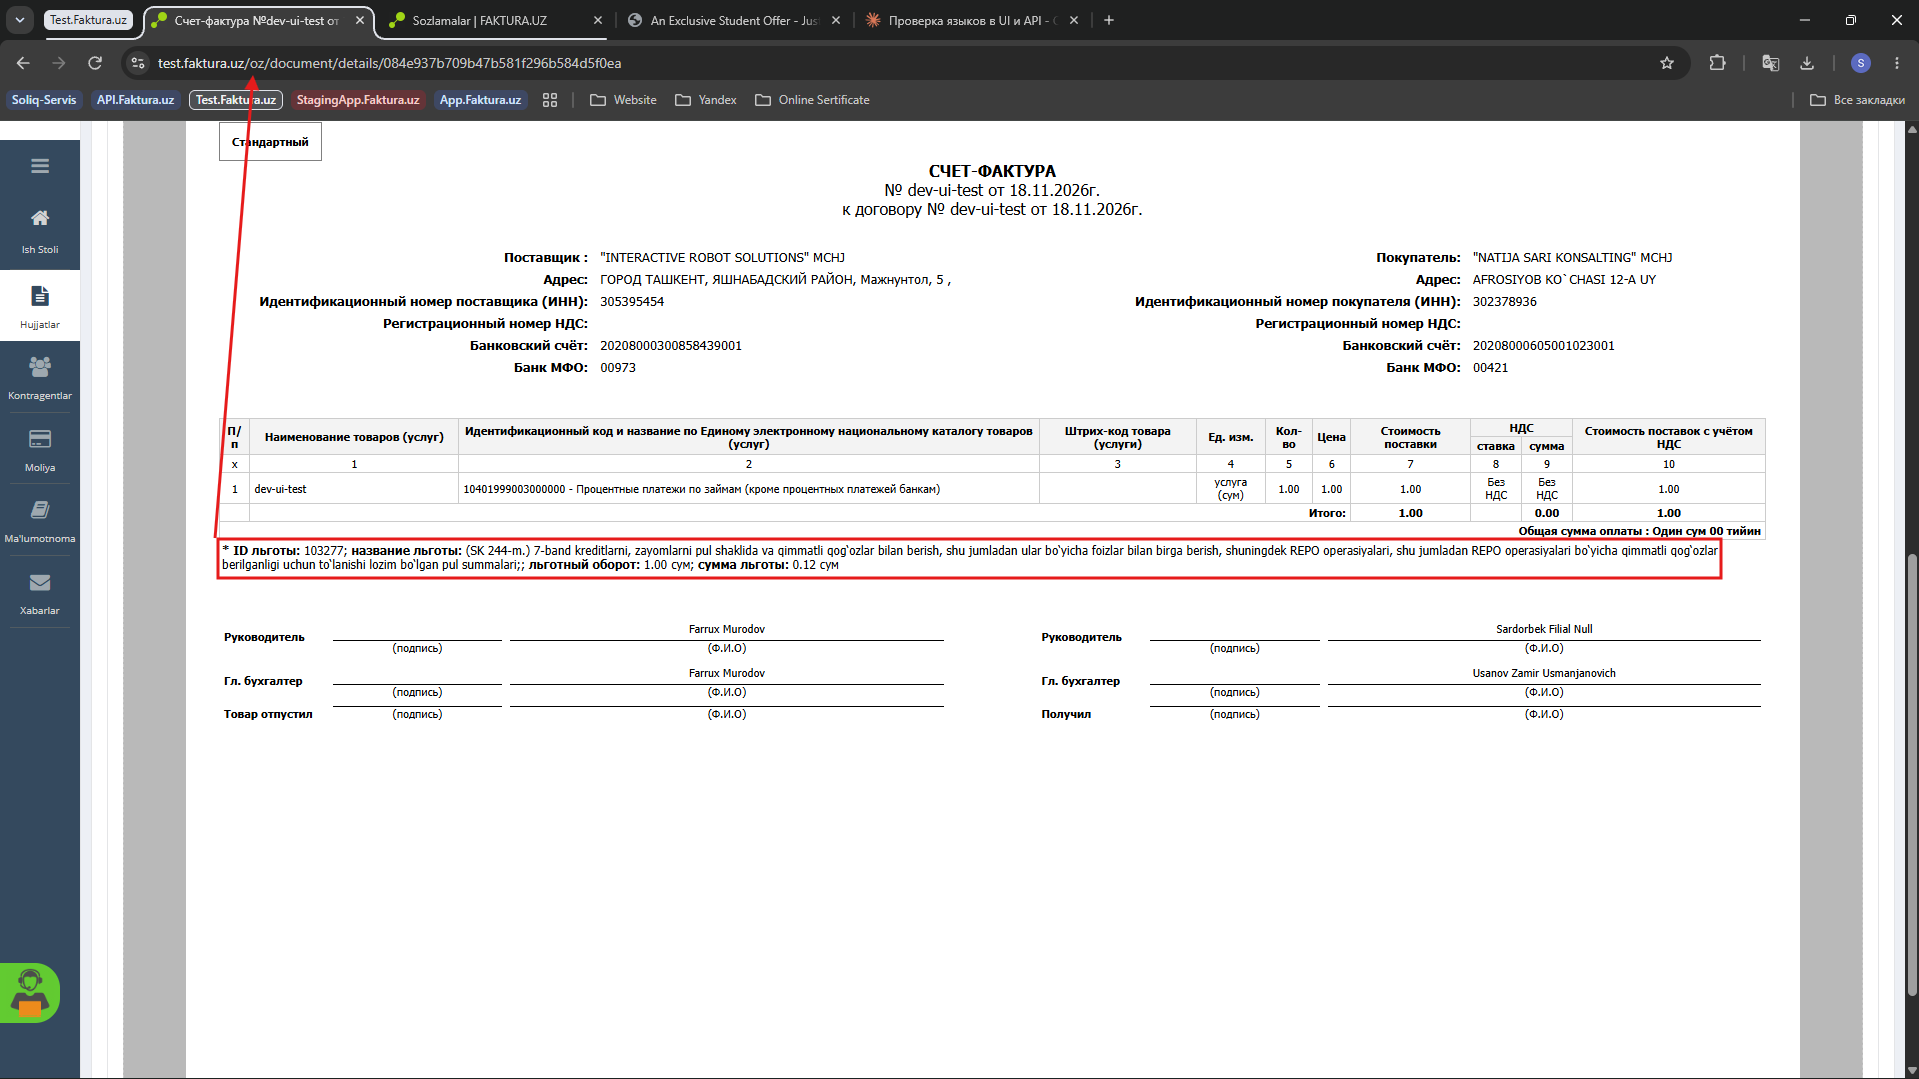 Test.Faktura.uz
Счет-фактура №dev-ui-test от
Sozlamalar | FAKTURA.UZ
An Exclusive Student Offer - Jus
Проверка языков в UI и API -
test.faktura.uz/oz/document/details/084e937b709b47b581f296b584d5f0ea
S
Soliq-Servis
API.Faktura.uz
Test.Faktura.uz
StagingApp.Faktura.uz
App.Faktura.uz
Website
Yandex
Online Sertificate
Все закладки
Ish Stoli
Hujjatlar
Kontragentlar
Moliya
Ma'lumotnoma
Xabarlar
Стандартный
СЧЕТ-ФАКТУРА
№ dev-ui-test от 18.11.2026г.
к договору № dev-ui-test от 18.11.2026г.
Поставщик : "INTERACTIVE ROBOT SOLUTIONS" MCHJ
Адрес: ГОРОД ТАШКЕНТ, ЯШНАБАДСКИЙ РАЙОН, Мажнунтол, 5 ,
Идентификационный номер поставщика (ИНН): 305395454
Регистрационный номер НДС:
Банковский счёт: 20208000300858439001
Банк МФО: 00973
Покупатель: "NATIJA SARI KONSALTING" MCHJ
Адрес: AFROSIYOB KO`CHASI 12-A UY
Идентификационный номер покупателя (ИНН): 302378936
Регистрационный номер НДС:
Банковский счёт: 20208000605001023001
Банк МФО: 00421
П/п Наименование товаров (услуг) Идентификационный код и название по Единому электронному национальному каталогу товаров (услуг) Штрих-код товара (услуги) Ед. изм. Кол-во Цена Стоимость поставки НДС ставка сумма Стоимость поставок с учётом НДС
x 1 2 3 4 5 6 7 8 9 10
1 dev-ui-test 10401999003000000 - Процентные платежи по займам (кроме процентных платежей банкам) услуга (сум) 1.00 1.00 1.00 Без НДС Без НДС 1.00
Итого: 1.00 0.00 1.00
Общая сумма оплаты : Один сум 00 тийин
* ID льготы: 103277; название льготы: (SK 244-m.) 7-band kreditlarni, zayomlarni pul shaklida va qimmatli qog`ozlar bilan berish, shu jumladan ular bo`yicha foizlar bilan birga berish, shuningdek REPO operasiyalari, shu jumladan REPO operasiyalari bo`yicha qimmatli qog`ozlar
berilganligi uchun to`lanishi lozim bo`lgan pul summalari;; льготный оборот: 1.00 сум; сумма льготы: 0.12 сум
Руководитель Farrux Murodov
(подпись) (Ф.И.О)
Гл. бухгалтер Farrux Murodov
(подпись) (Ф.И.О)
Товар отпустил (подпись) (Ф.И.О)
Руководитель Sardorbek Filial Null
(подпись) (Ф.И.О)
Гл. бухгалтер Usanov Zamir Usmanjanovich
(подпись) (Ф.И.О)
Получил (подпись) (Ф.И.О)